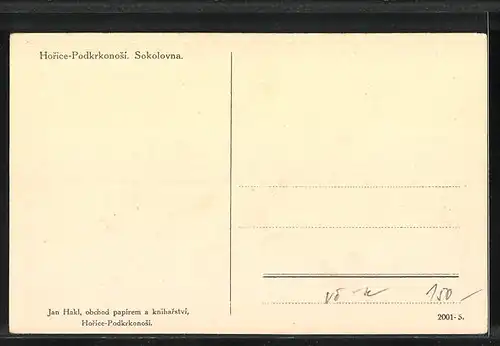 Hořice-Podkrkonoší. Sokolovna.
150 –
Jan Hakl, obchod papírem a knihařství,
Hořice-Podkrkonoší.
2001-5.